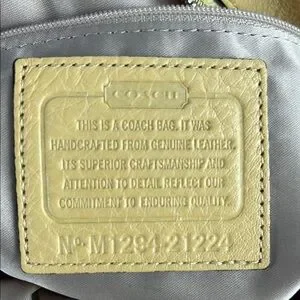 COACH
THIS IS A COACH BAG. IT WAS
HANDCRAFTED FROM GENUINE LEATHER.
ITS SUPERIOR CRAFTSMANSHIP AND
ATTENTION TO DETAIL REFLECT OUR
COMMITMENT TO ENDURING QUALITY.
Nº M1294-21224